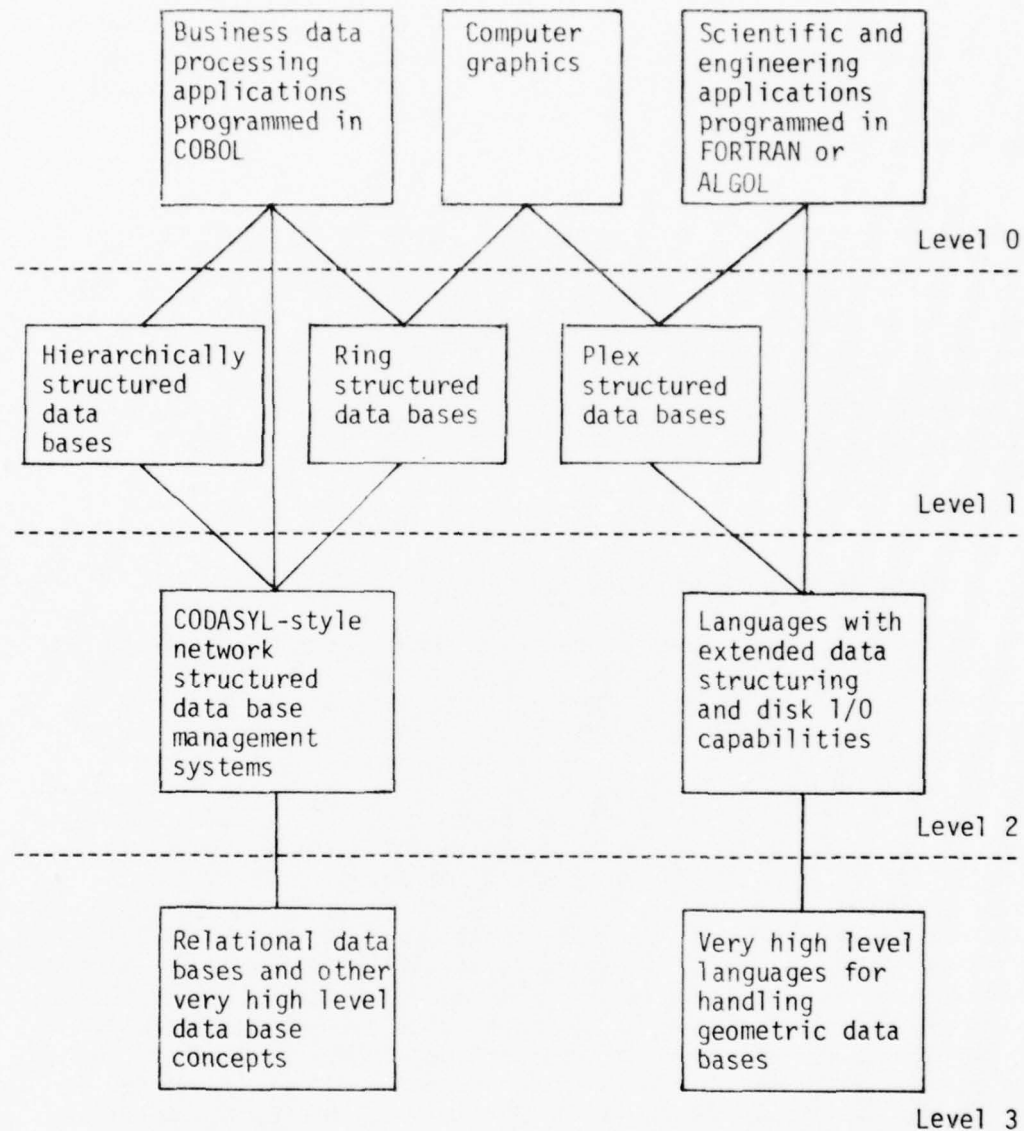 Business data
processing
applications
programmed in
COBOL
Computer
graphics
Scientific and
engineering
applications
programmed in
FORTRAN or
ALGOL
Level 0
Hierarchically
structured
data
bases
Ring
structured
data bases
Plex
structured
data bases
Level 1
CODASYL-style
network
structured
data base
management
systems
Languages with
extended data
structuring
and disk I/O
capabilities
Level 2
Relational data
bases and other
very high level
data base
concepts
Very high level
languages for
handling
geometric data
bases
Level 3